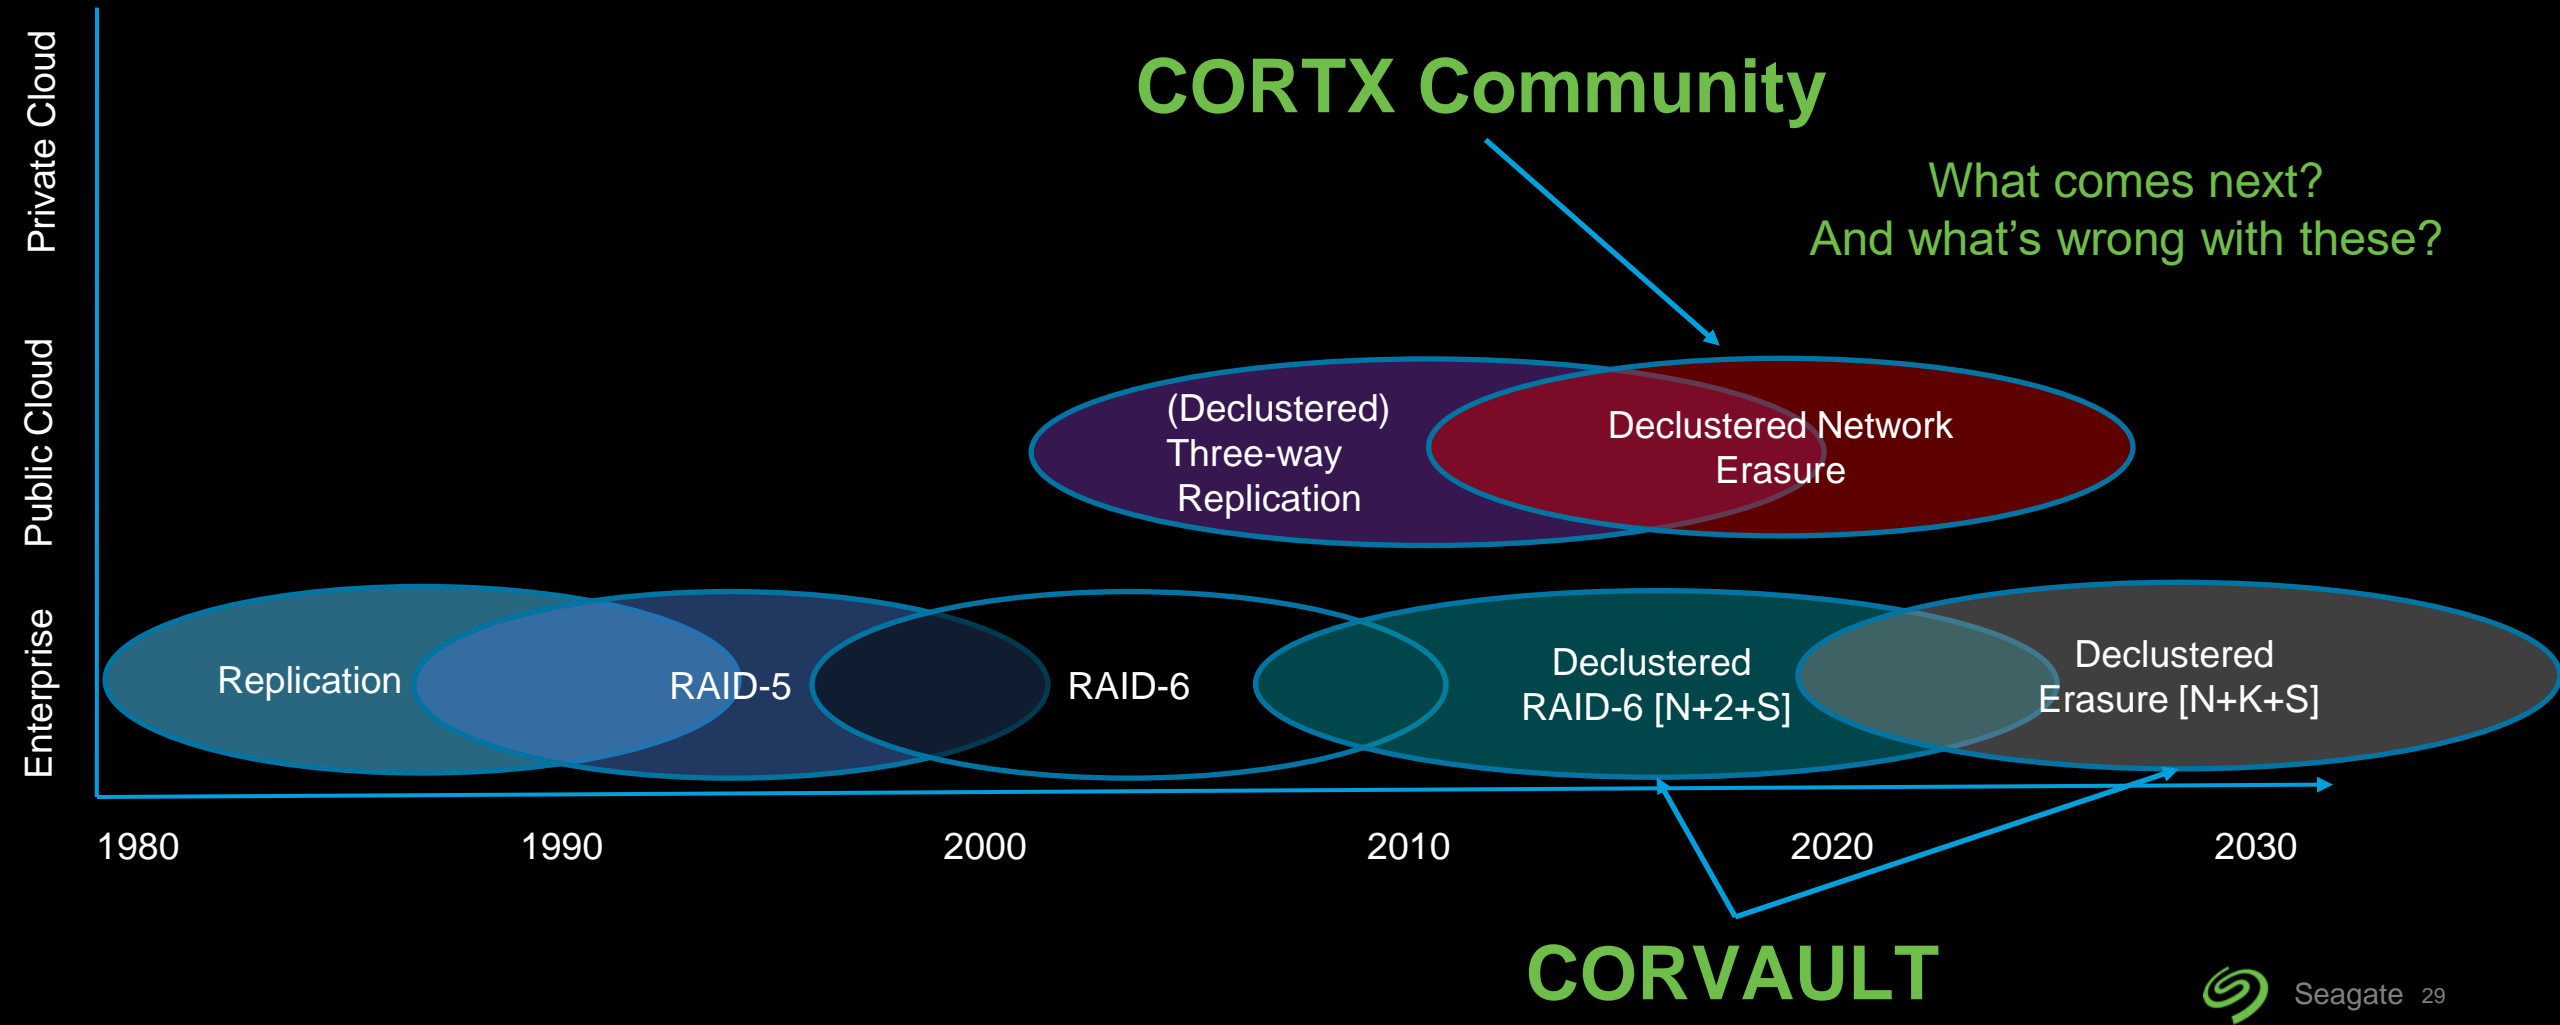 CORTX Community
What comes next?
And what’s wrong with these?
Private Cloud
Public Cloud
Enterprise
(Declustered)
Three-way
Replication
Declustered Network
Erasure
Replication
RAID-5
RAID-6
Declustered
RAID-6 [N+2+S]
Declustered
Erasure [N+K+S]
1980
1990
2000
2010
2020
2030
CORVAULT
Seagate 29